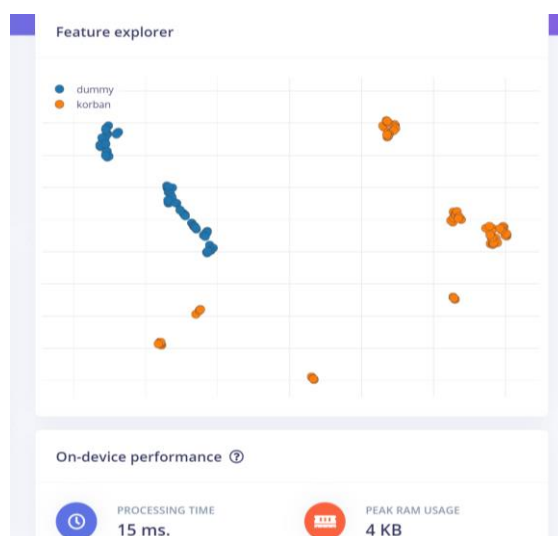 Feature explorer
dummy
korban
On-device performance
PROCESSING TIME
15 ms.
PEAK RAM USAGE
4 KB